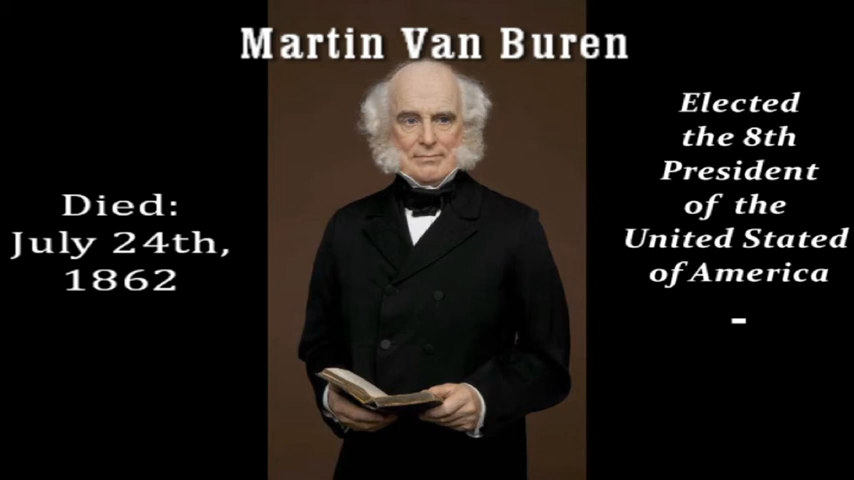 Martin Van Buren
Died:
July 24th,
1862
Elected
the 8th
President
of the
United Stated
of America
-